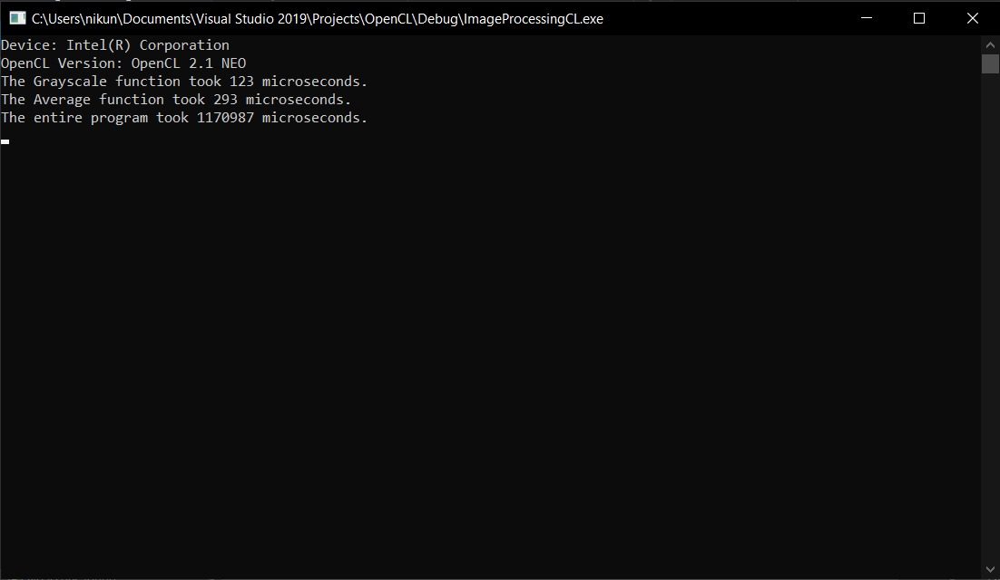 C:\Users\nikun\Documents\Visual Studio 2019\Projects\OpenCL\Debug\ImageProcessingCL.exe
Device: Intel(R) Corporation
OpenCL Version: OpenCL 2.1 NEO
The Grayscale function took 123 microseconds.
The Average function took 293 microseconds.
The entire program took 1170987 microseconds.